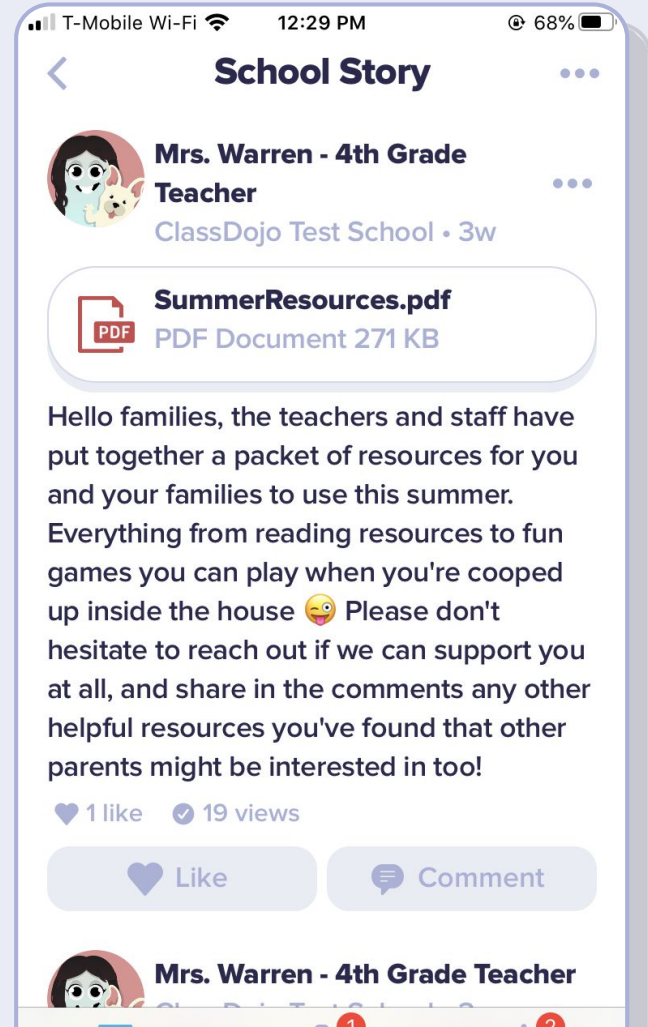 T-Mobile Wi-Fi 12:29 PM 68%
School Story
Mrs. Warren - 4th Grade
Teacher
ClassDojo Test School • 3w
SummerResources.pdf
PDF
PDF Document 271 KB
Hello families, the teachers and staff have
put together a packet of resources for you
and your families to use this summer.
Everything from reading resources to fun
games you can play when you're cooped
up inside the house 😜 Please don't
hesitate to reach out if we can support you
at all, and share in the comments any other
helpful resources you've found that other
parents might be interested in too!
1 like 19 views
Like Comment
Mrs. Warren - 4th Grade Teacher
1 2